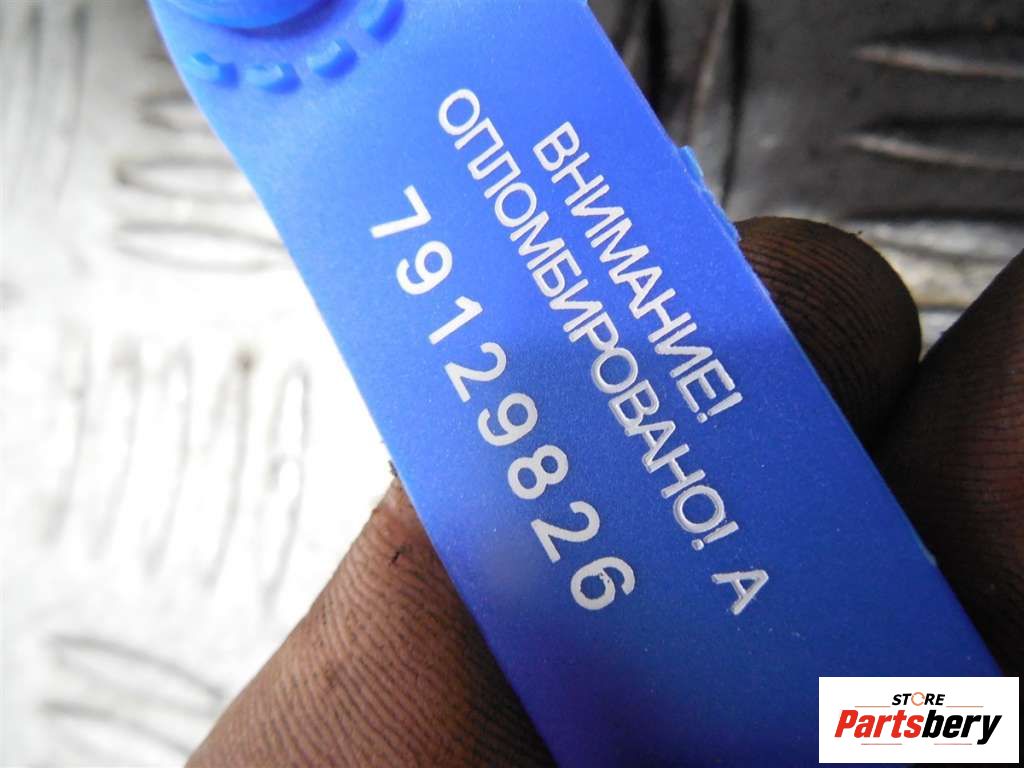 ВНИМАНИЕ!
ОПЛОМБИРОВАНО! А
79129826
STORE
Partsbery